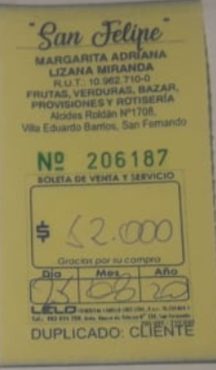 "San Felipe"
MARGARITA ADRIANA
LIZANA MIRANDA
R.U.T.: 10.962.710-0
FRUTAS, VERDURAS, BAZAR,
PROVISIONES Y ROTISERÍA
Alcides Roldán Nº1708,
Villa Eduardo Barrios, San Fernando
Nº 206187
BOLETA DE VENTA Y SERVICIO
$ 52.000
Gracias por su compra
Día Mes Año
08 20
LELO
DUPLICADO: CLIENTE